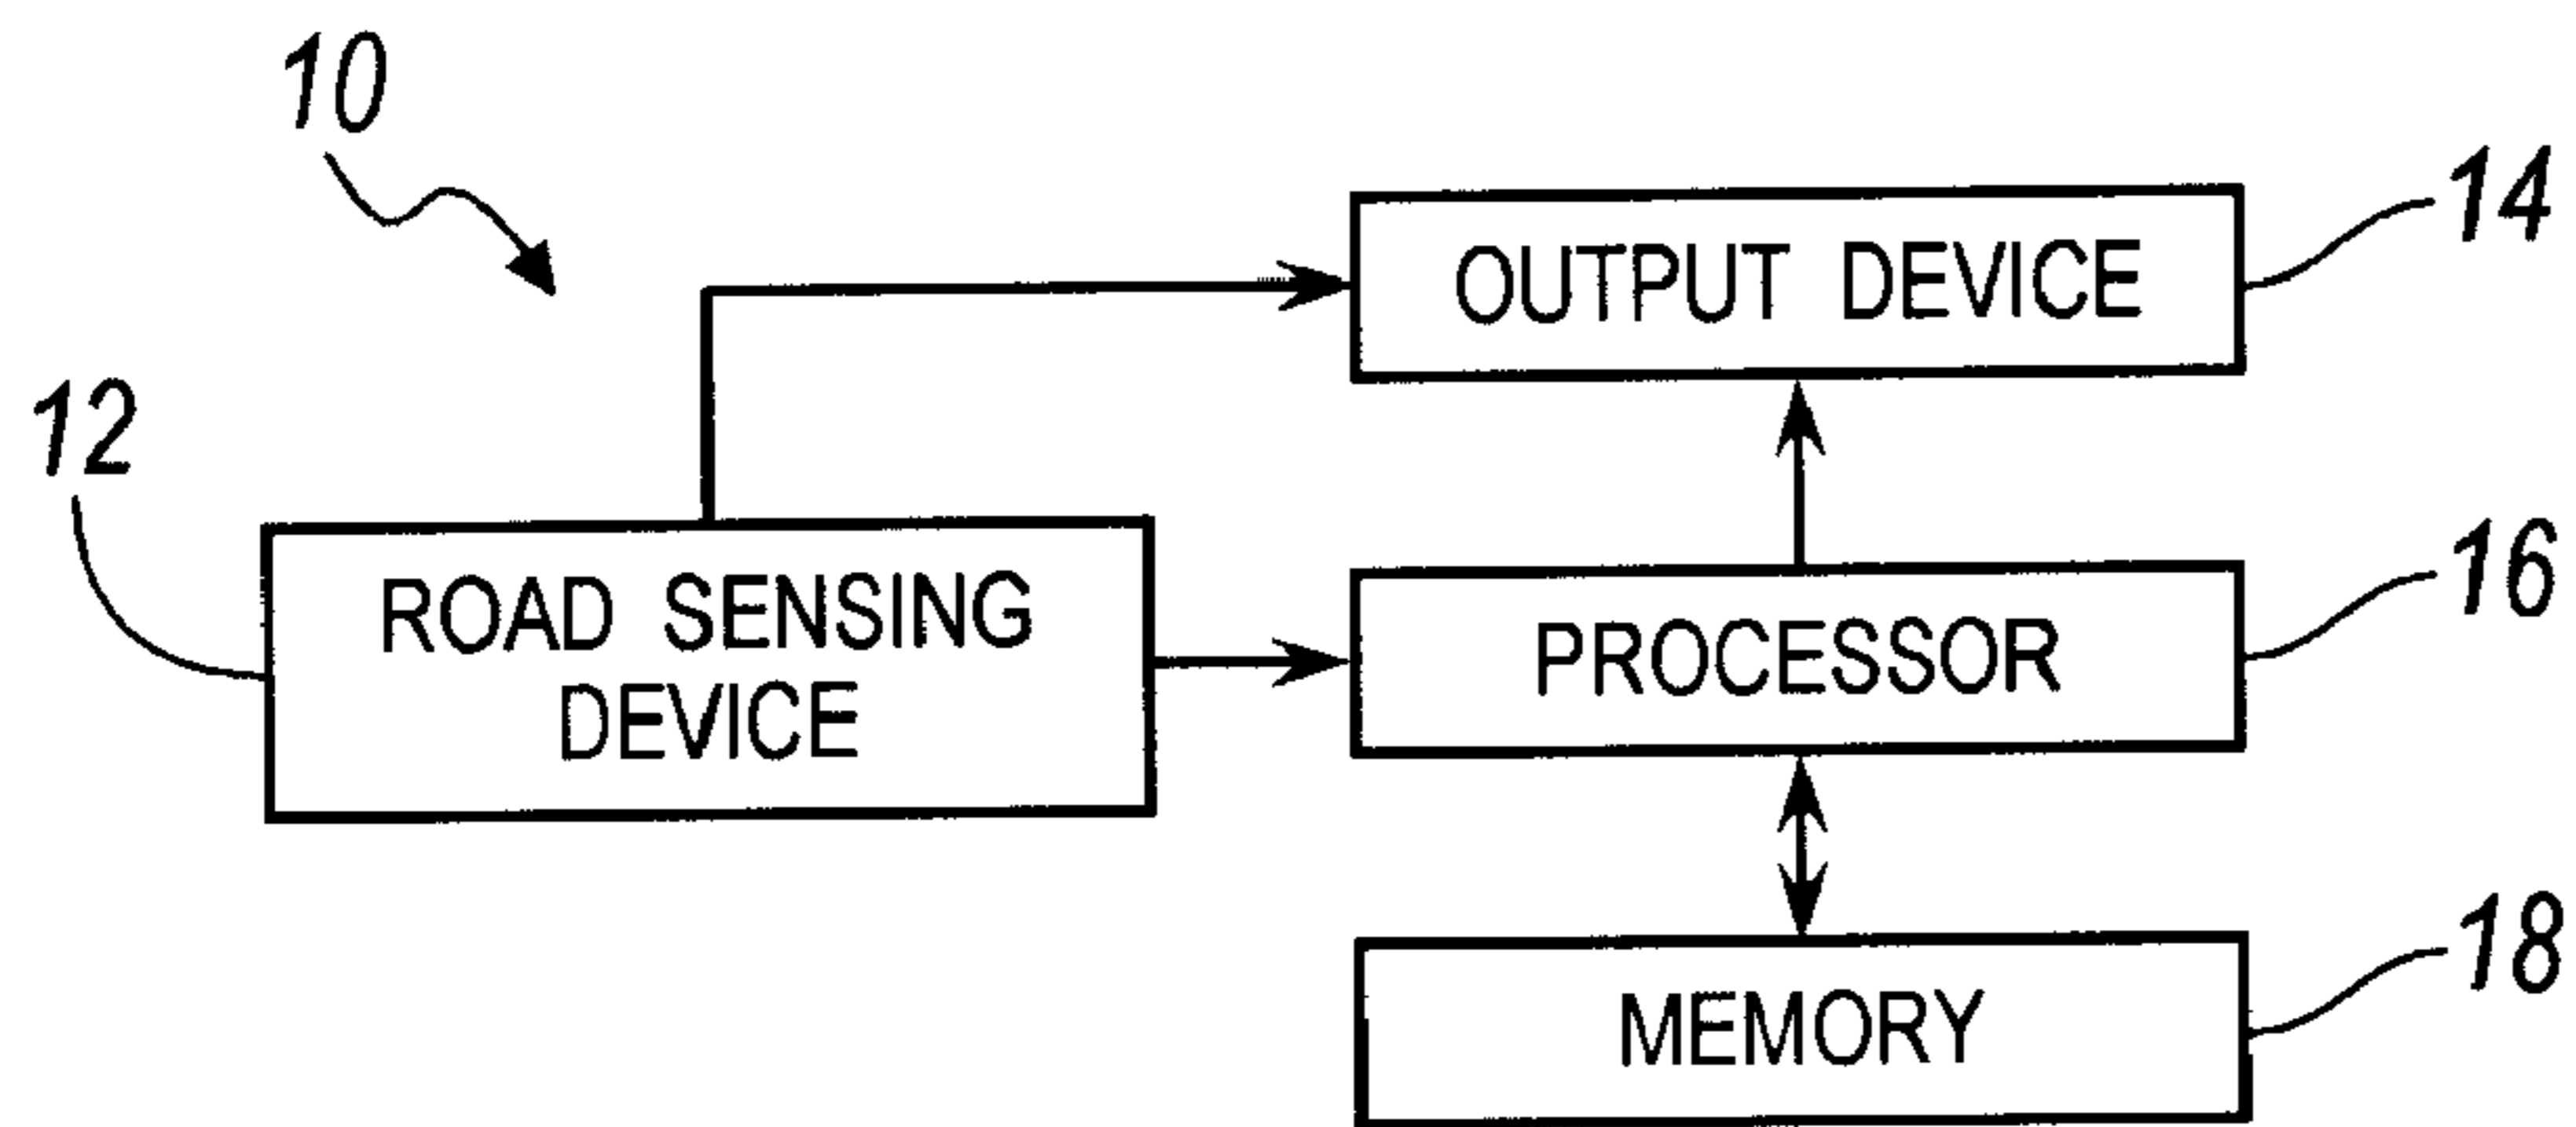 10
OUTPUT DEVICE
14
12
ROAD SENSING
DEVICE
PROCESSOR
16
MEMORY
18